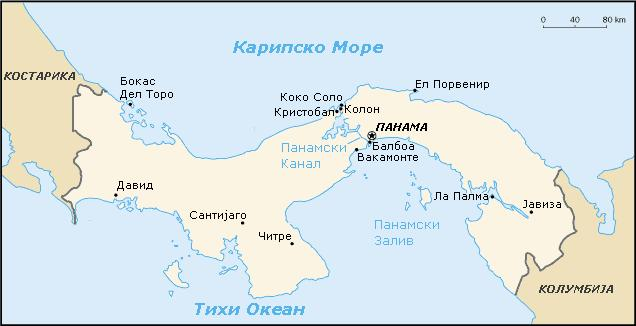 0 40 80 km
Карипско Море
КОСТАРИКА
Бокас
Дел Торо
Ел Порвенир
Коко Соло
Кристобал
Колон
ПАНАМА
Панамски
Канал
Балбоа
Вакамонте
Давид
Сантијаго
Читре
Ла Палма
Јавиза
Панамски
Залив
КОЛУМБИЈА
Тихи Океан